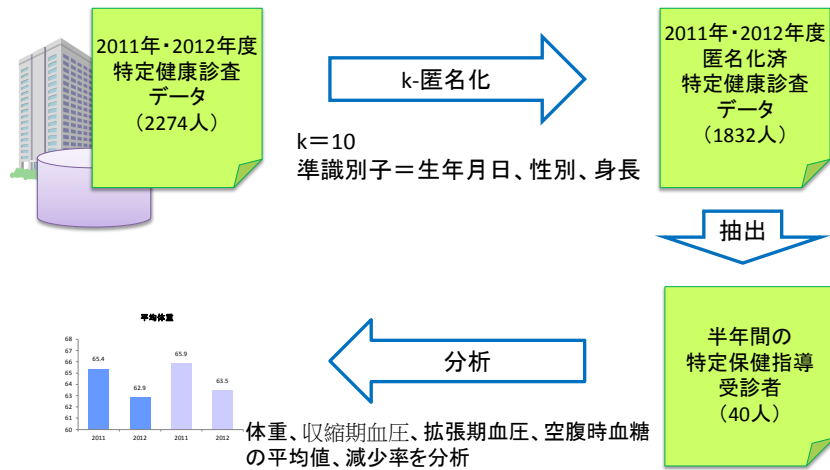 2011年・2012年度
特定健康診査
データ
（2274人）
k-匿名化
k＝10
準識別子＝生年月日、性別、身長
2011年・2012年度
匿名化済
特定健康診査
データ
（1832人）
抽出
半年間の
特定保健指導
受診者
（40人）
分析
体重、収縮期血圧、拡張期血圧、空腹時血糖
の平均値、減少率を分析
平均体重
68
67
66
65
64
63
62
61
60
65.4
62.9
65.9
63.5
2011
2012
2011
2012